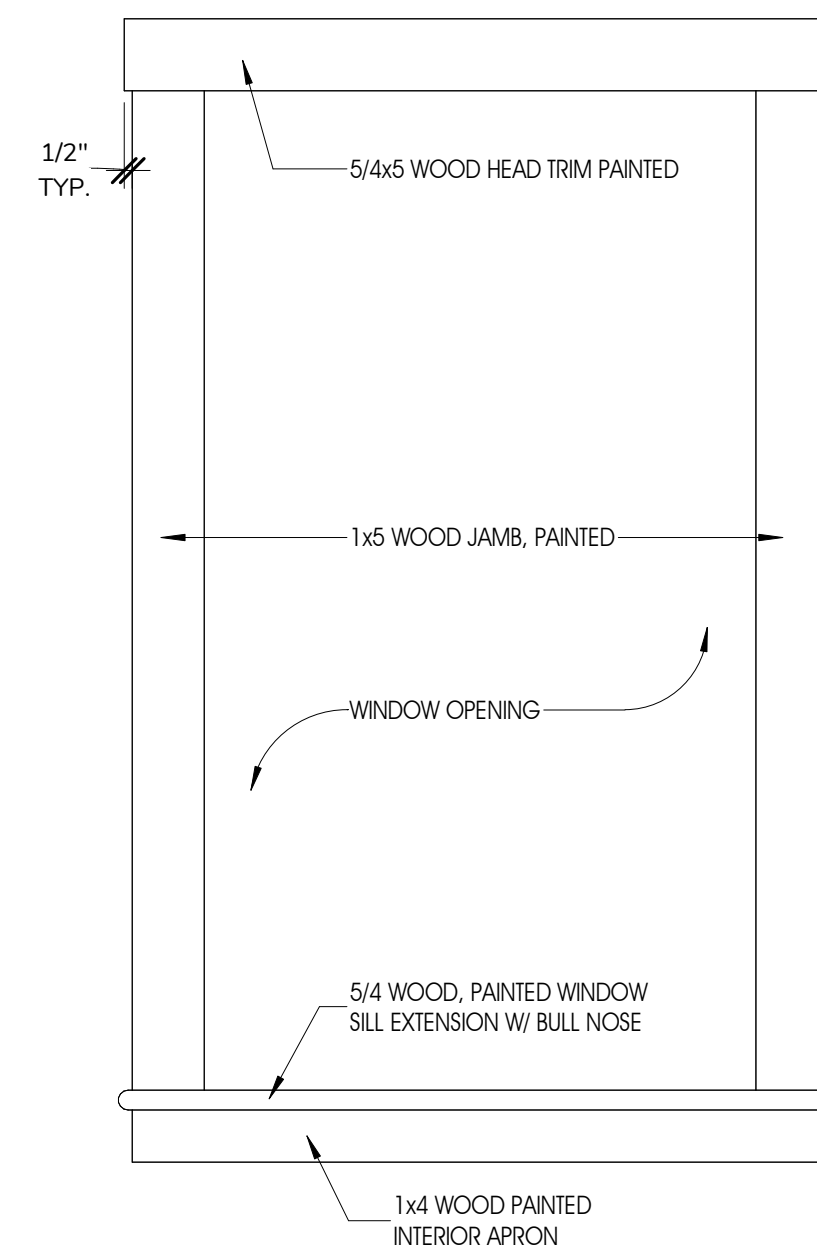 1/2"
TYP.
5/4x5 WOOD HEAD TRIM PAINTED
1x5 WOOD JAMB, PAINTED
WINDOW OPENING
5/4 WOOD, PAINTED WINDOW
SILL EXTENSION W/ BULL NOSE
1x4 WOOD PAINTED
INTERIOR APRON